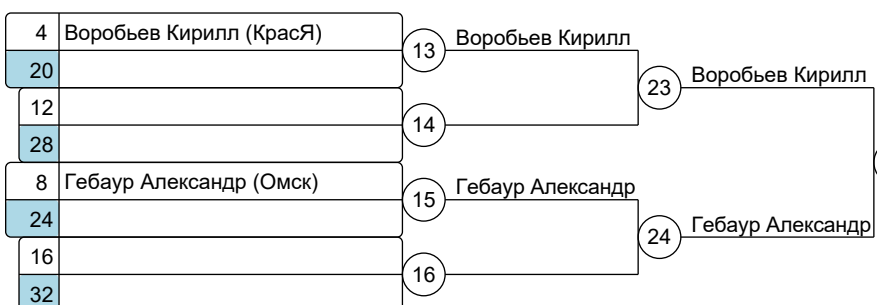 4 Воробьев Кирилл (КрасЯ)
20
13 Воробьев Кирилл
12
28
14
23 Воробьев Кирилл
8 Гебаур Александр (Омск)
24
15 Гебаур Александр
16
32
16
24 Гебаур Александр